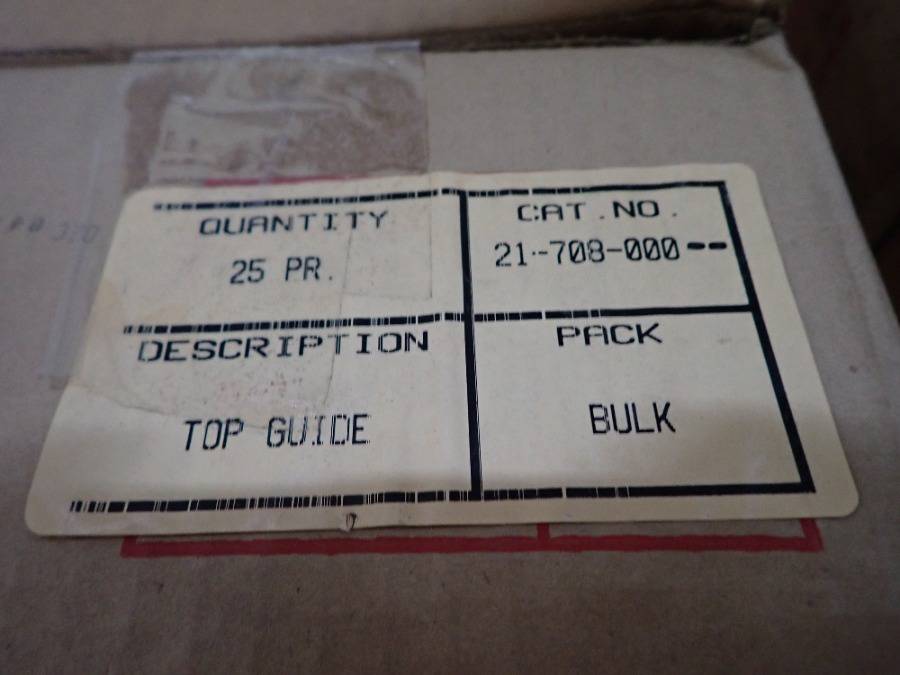 QUANTITY
25 PR.
CAT.NO.
21-708-000--
DESCRIPTION
TOP GUIDE
PACK
BULK